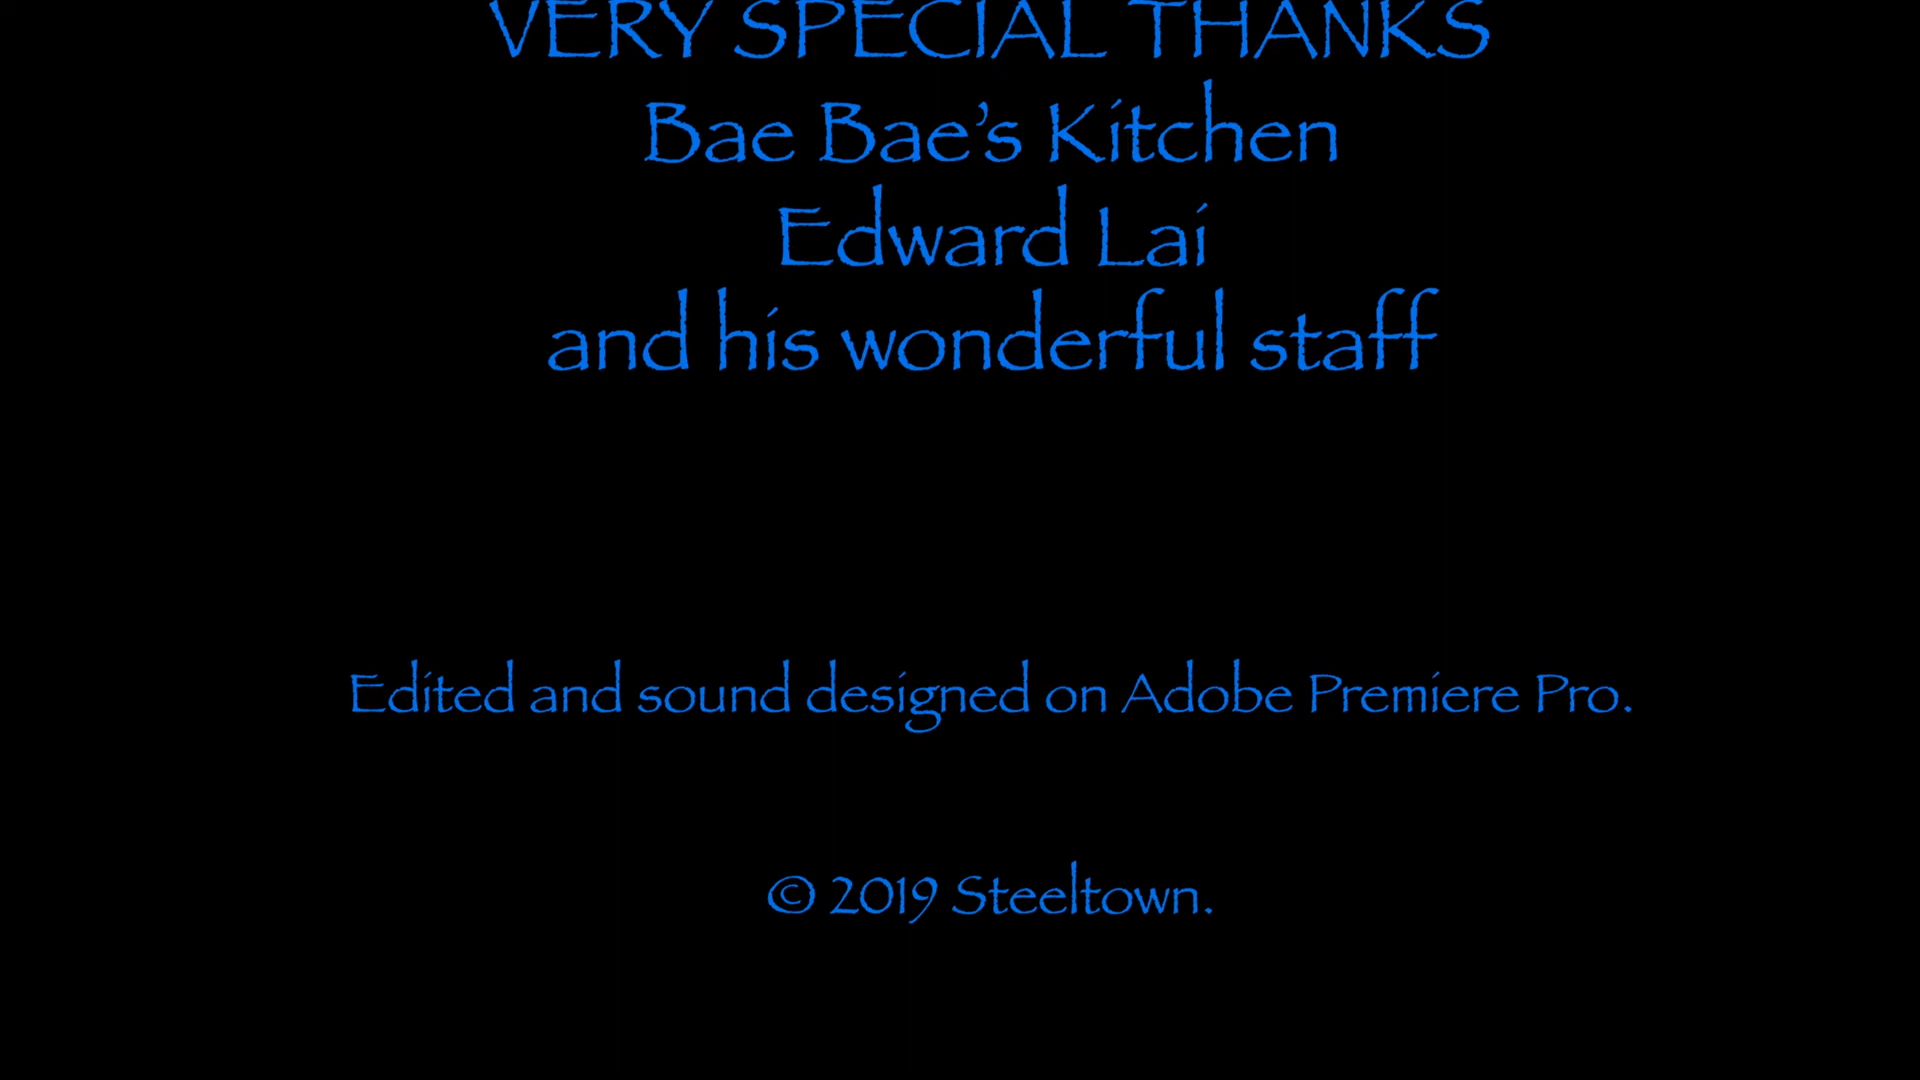 VERY SPECIAL THANKS
Bae Bae’s Kitchen
Edward Lai
and his wonderful staff
Edited and sound designed on Adobe Premiere Pro.
© 2019 Steeltown.